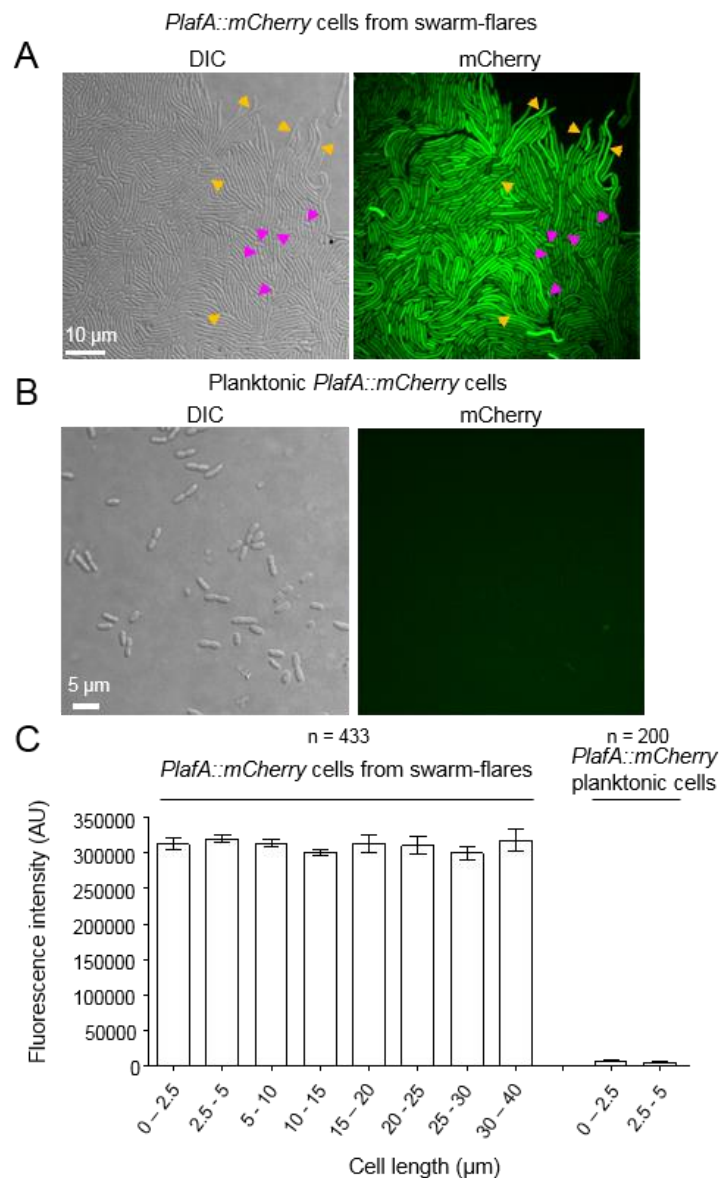 PlafA::mCherry cells from swarm-flares
A
DIC
mCherry
10 µm
Planktonic PlafA::mCherry cells
B
DIC
mCherry
5 µm
C
n = 433
n = 200
PlafA::mCherry cells from swarm-flares
PlafA::mCherry
planktonic cells
Fluorescence intensity (AU)
350000
300000
250000
200000
150000
100000
50000
0
0 – 2.5
2.5 - 5
5 - 10
10 - 15
15 – 20
20 - 25
25 - 30
30 – 40
0 – 2.5
2.5 - 5
Cell length (µm)